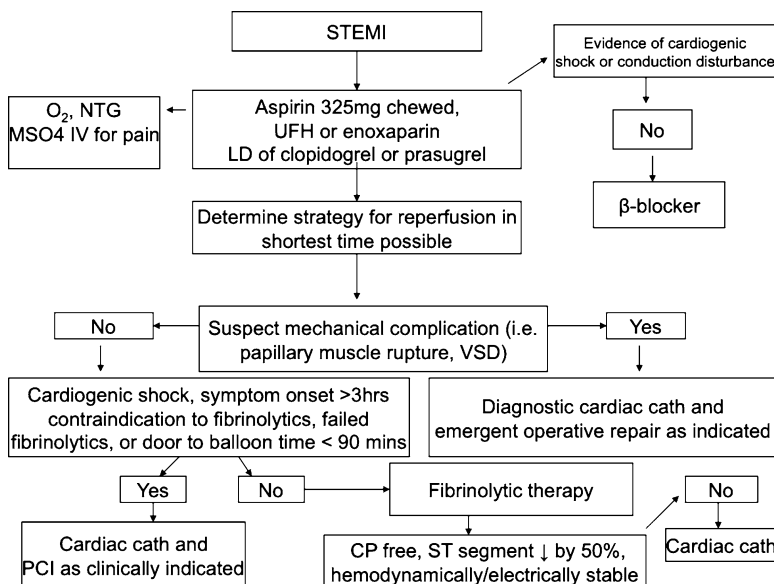 STEMI
Evidence of cardiogenic
shock or conduction disturbance
O₂, NTG
MSO4 IV for pain
Aspirin 325mg chewed,
UFH or enoxaparin
LD of clopidogrel or prasugrel
No
β-blocker
Determine strategy for reperfusion in
shortest time possible
No
Suspect mechanical complication (i.e.
papillary muscle rupture, VSD)
Yes
Cardiogenic shock, symptom onset >3hrs
contraindication to fibrinolytics, failed
fibrinolytics, or door to balloon time < 90 mins
Diagnostic cardiac cath and
emergent operative repair as indicated
Yes
No
Fibrinolytic therapy
No
Cardiac cath and
PCI as clinically indicated
CP free, ST segment ↓ by 50%,
hemodynamically/electrically stable
Cardiac cath